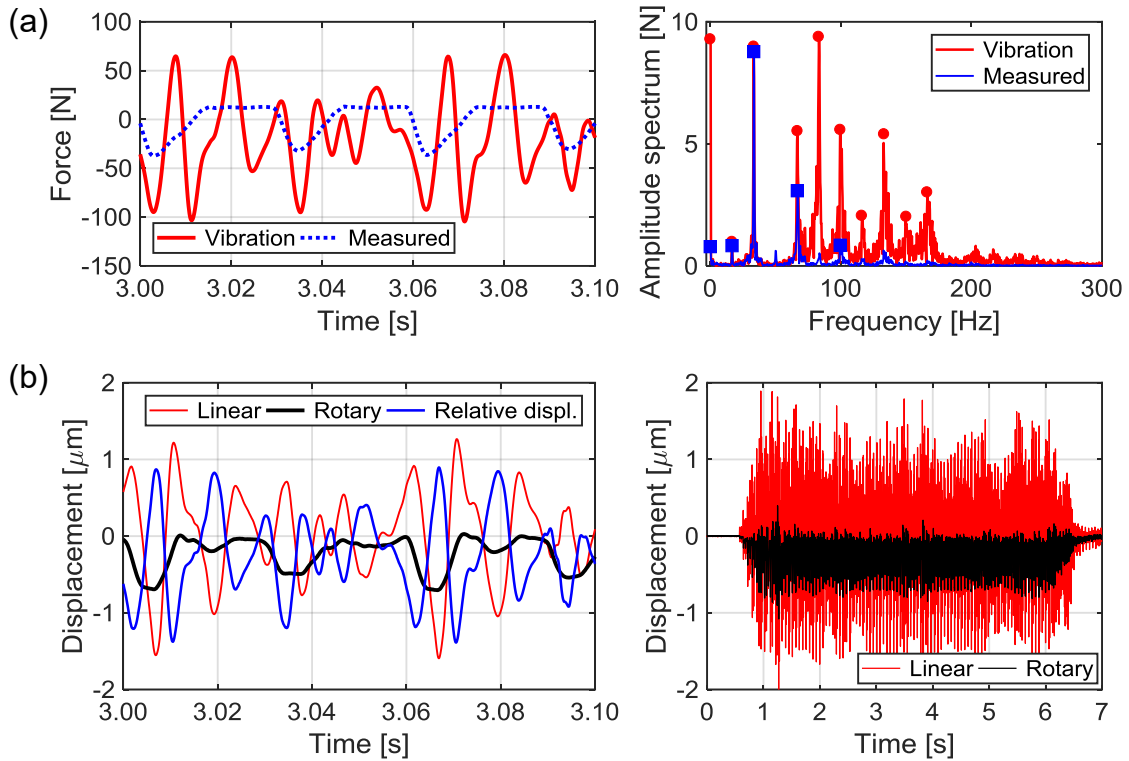 (a)
100
50
0
-50
-100
-150
Force [N]
Vibration
Measured
3.00
3.02
3.04
3.06
3.08
3.10
Time [s]
10
5
0
Amplitude spectrum [N]
Vibration
Measured
0
100
200
300
Frequency [Hz]
(b)
2
1
0
-1
-2
Displacement [μm]
Linear
Rotary
Relative displ.
3.00
3.02
3.04
3.06
3.08
3.10
Time [s]
2
1
0
-1
-2
Displacement [μm]
Linear
Rotary
0
1
2
3
4
5
6
7
Time [s]